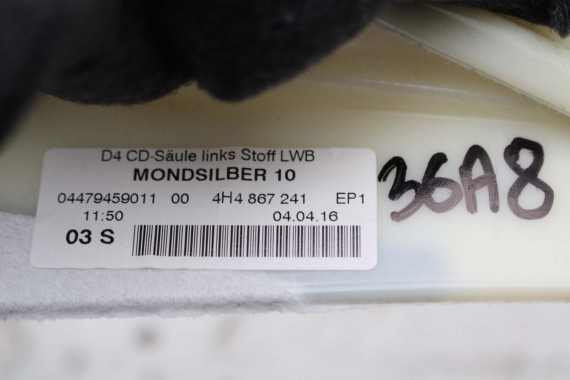 D4 CD-Säule links Stoff LWB
MONDSILBER 10
04479459011 00 4H4 867 241 EP1
11:50 04.04.16
03 S
36A8